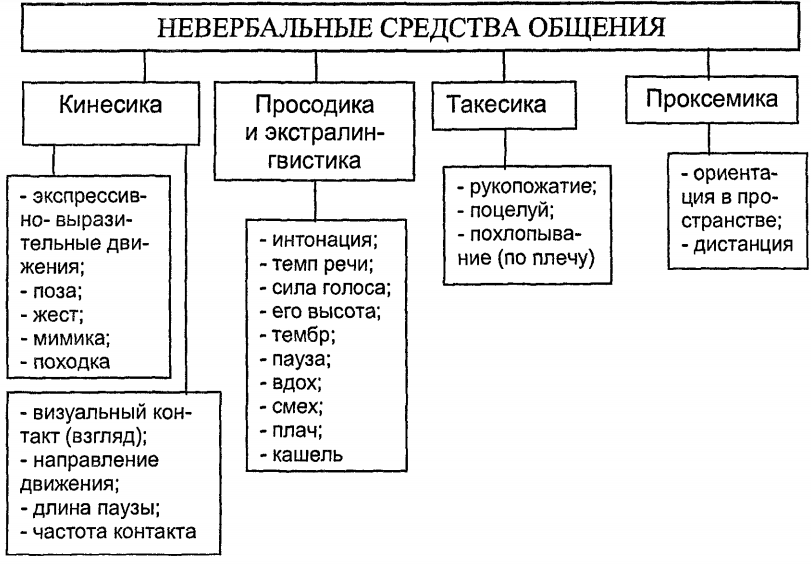 НЕВЕРБАЛЬНЫЕ СРЕДСТВА ОБЩЕНИЯ
Кинесика
- экспрессив-
но- вырази-
тельные дви-
жения;
- поза;
- жест;
- мимика;
- походка
- визуальный кон-
такт (взгляд);
- направление
движения;
- длина паузы;
- частота контакта
Просодика
и экстралин-
гвистика
- интонация;
- темп речи;
- сила голоса;
- его высота;
- тембр;
- пауза;
- вдох;
- смех;
- плач;
- кашель
Такесика
- рукопожатие;
- поцелуй;
- похлопыва-
ние (по плечу)
Проксемика
- ориента-
ция в про-
странстве;
- дистанция